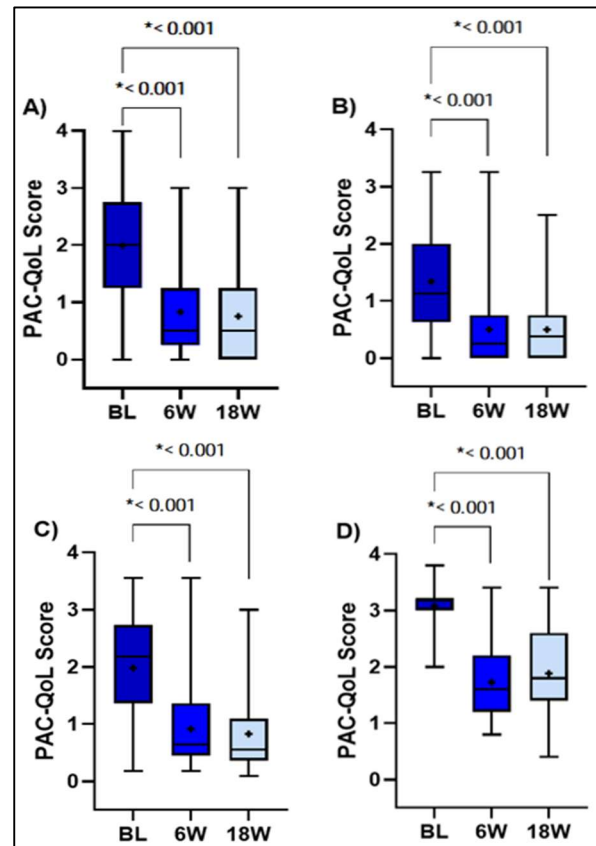 *< 0.001
*< 0.001
A)
PAC-QoL Score
4
3
2
1
0
BL 6W 18W
*< 0.001
*< 0.001
B)
PAC-QoL Score
4
3
2
1
0
BL 6W 18W
*< 0.001
*< 0.001
C)
PAC-QoL Score
4
3
2
1
0
BL 6W 18W
*< 0.001
*< 0.001
D)
PAC-QoL Score
4
3
2
1
0
BL 6W 18W